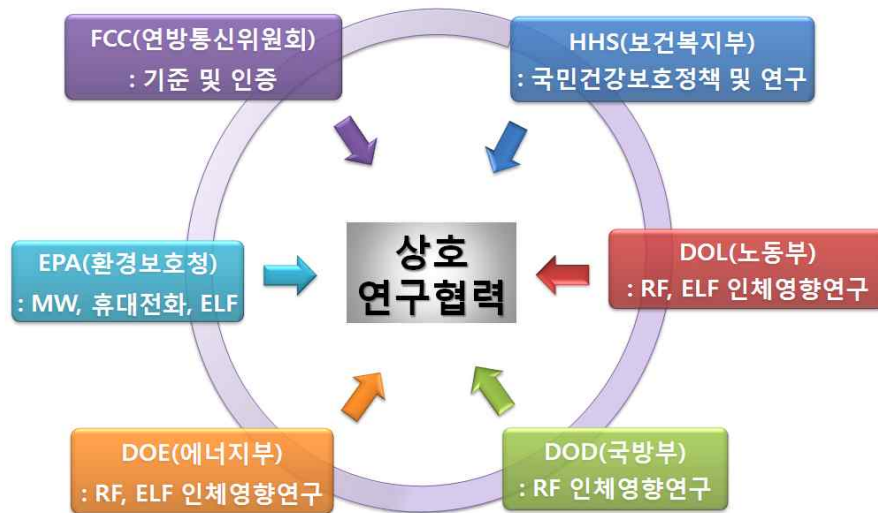 FCC(연방통신위원회)
: 기준 및 인증
HHS(보건복지부)
: 국민건강보호정책 및 연구
EPA(환경보호청)
: MW, 휴대전화, ELF
상호
연구협력
DOL(노동부)
: RF, ELF 인체영향연구
DOE(에너지부)
: RF, ELF 인체영향연구
DOD(국방부)
: RF 인체영향연구